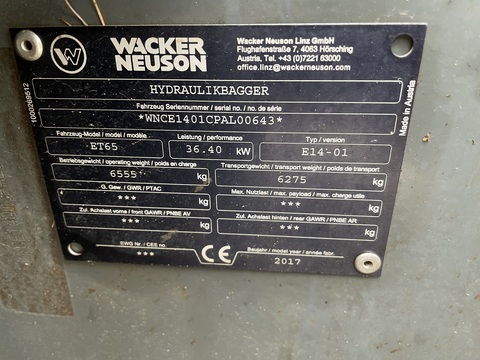 WACKER
NEUSON
Wacker Neuson Linz GmbH
Flughafenstraße 7, 4063 Hörsching
Austria, Tel. +43 (0)7221 63000
office.linz@wackerneuson.com
HYDRAULIKBAGGER
Fahrzeug Seriennummer / serial no. / no. de série
*WNCE1401CPAL00643*
Fahrzeug-Model / model / modèle
ET65
Leistung / performance
36.40 kW
Typ / version
E14-01
Betriebsgewicht / operating weight / poids en charge
6555 kg
Transportgewicht / transport weight / poids de transport
6275 kg
G. Gew. / GWR / PTAC
*** kg
Max. Nutzlast / max. payload / max. charge utile
*** kg
Zul. Achslast vorne / front GAWR / PNBE AV
*** kg
Zul. Achslast hinten / rear GAWR / PNBE AR
*** kg
EWG Nr. / CEE no.
***
CE
Baujahr / model year / année fabr.
2017
1000260512
Made in Austria